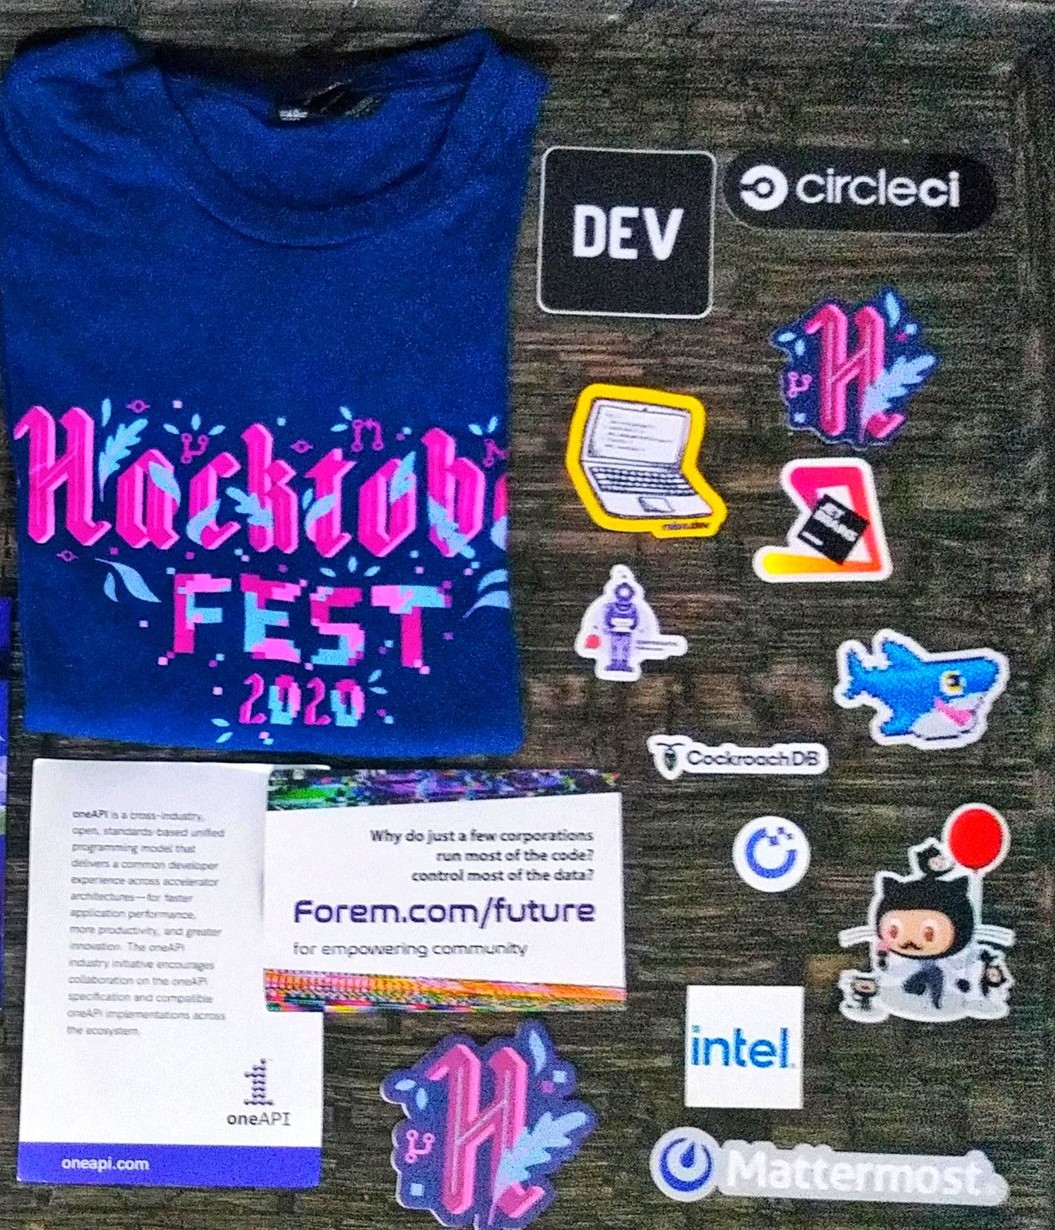 Hacktob
FEST
2020
DEV
circleci
CockroachDB
oneAPI is a cross-industry,
open, standards-based unified
programming model that
delivers a common developer
experience across accelerator
architectures—for faster
application performance,
more productivity, and greater
innovation. The oneAPI
industry initiative encourages
collaboration on the oneAPI
specification and compatible
oneAPI implementations across
the ecosystem.
1
oneAPI
oneapi.com
Why do just a few corporations
run most of the code?
control most of the data?
Forem.com/future
for empowering community
H
H
intel.
Mattermost